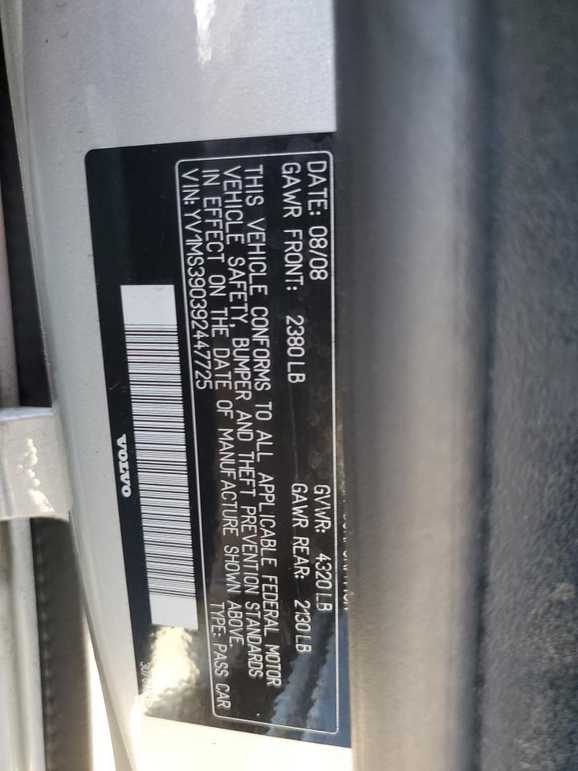 DATE: 08/08 GVWR: 4320 LB
GAWR FRONT: 2380 LB GAWR REAR: 2130 LB
THIS VEHICLE CONFORMS TO ALL APPLICABLE FEDERAL MOTOR
VEHICLE SAFETY, BUMPER AND THEFT PREVENTION STANDARDS
IN EFFECT ON THE DATE OF MANUFACTURE SHOWN ABOVE.
VIN: YV1MS390392447725 TYPE: PASS CAR
VOLVO